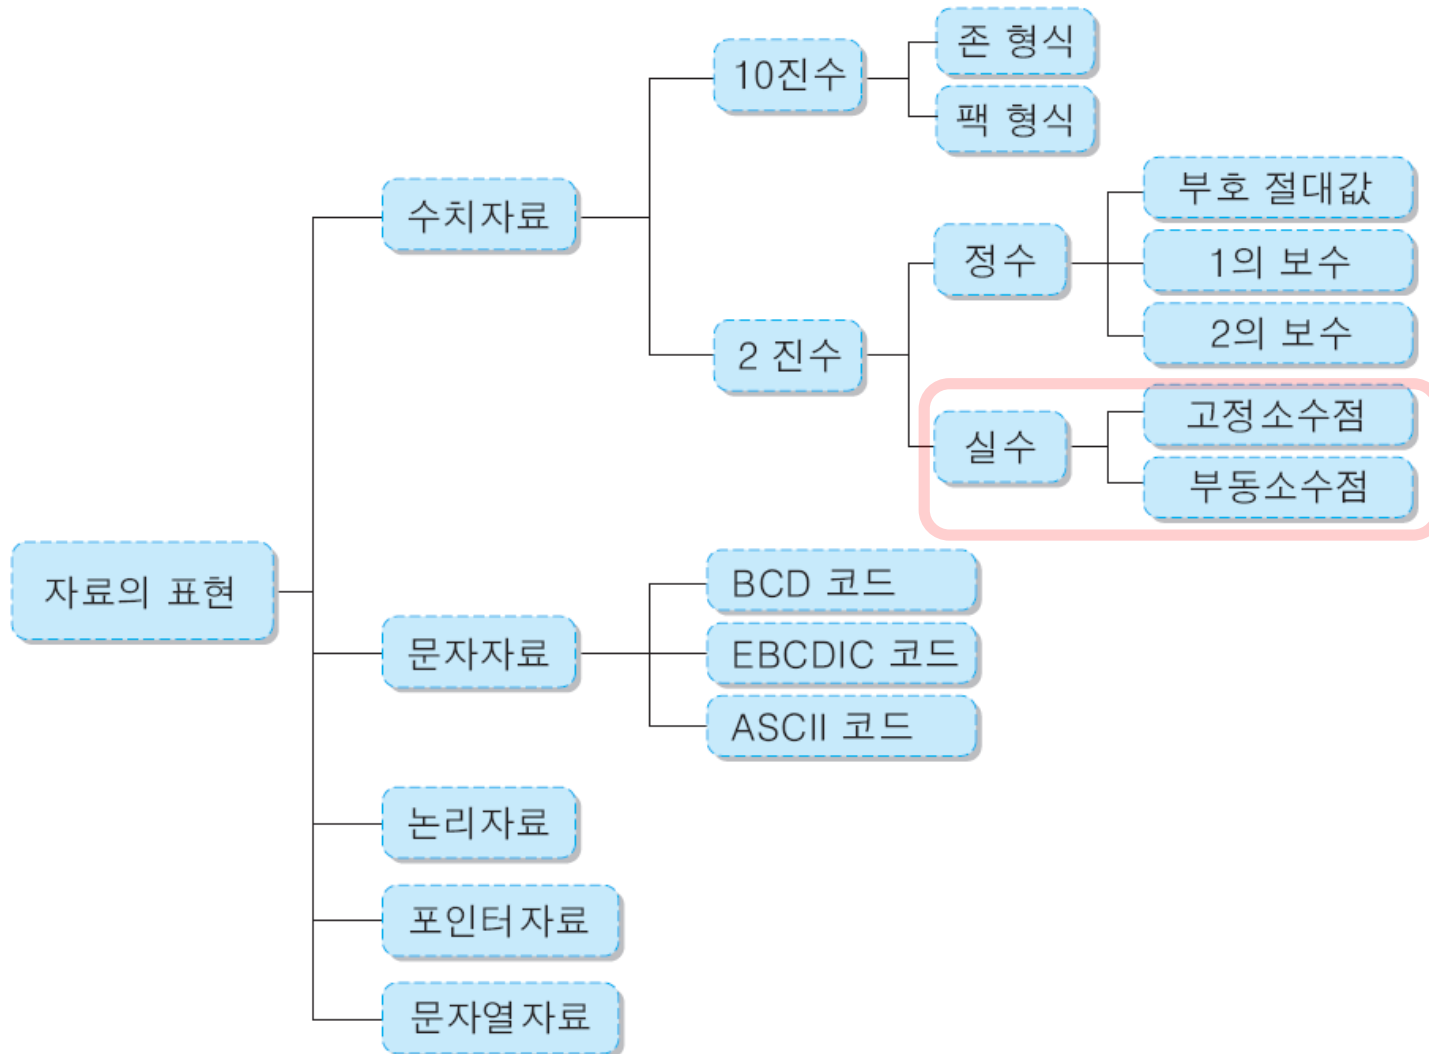 존 형식
10진수
팩 형식
부호 절대값
수치자료
정수
1의 보수
2의 보수
2 진수
고정소수점
실수
부동소수점
자료의 표현
BCD 코드
문자자료
EBCDIC 코드
ASCII 코드
논리자료
포인터자료
문자열자료